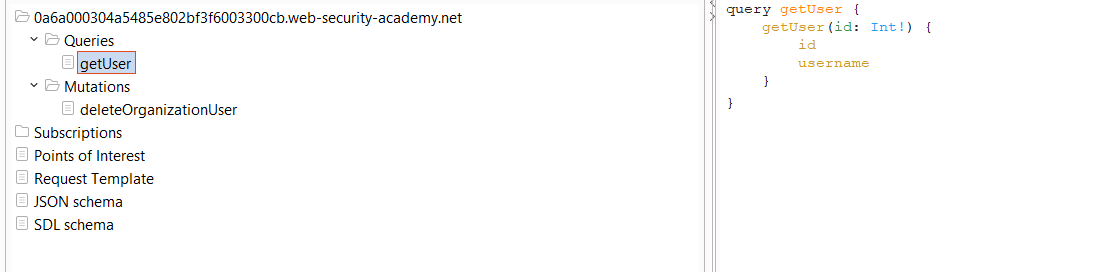 0a6a000304a5485e802bf3f6003300cb.web-security-academy.net
Queries
getUser
Mutations
deleteOrganizationUser
Subscriptions
Points of Interest
Request Template
JSON schema
SDL schema
query getUser {
    getUser(id: Int!) {
        id
        username
    }
}